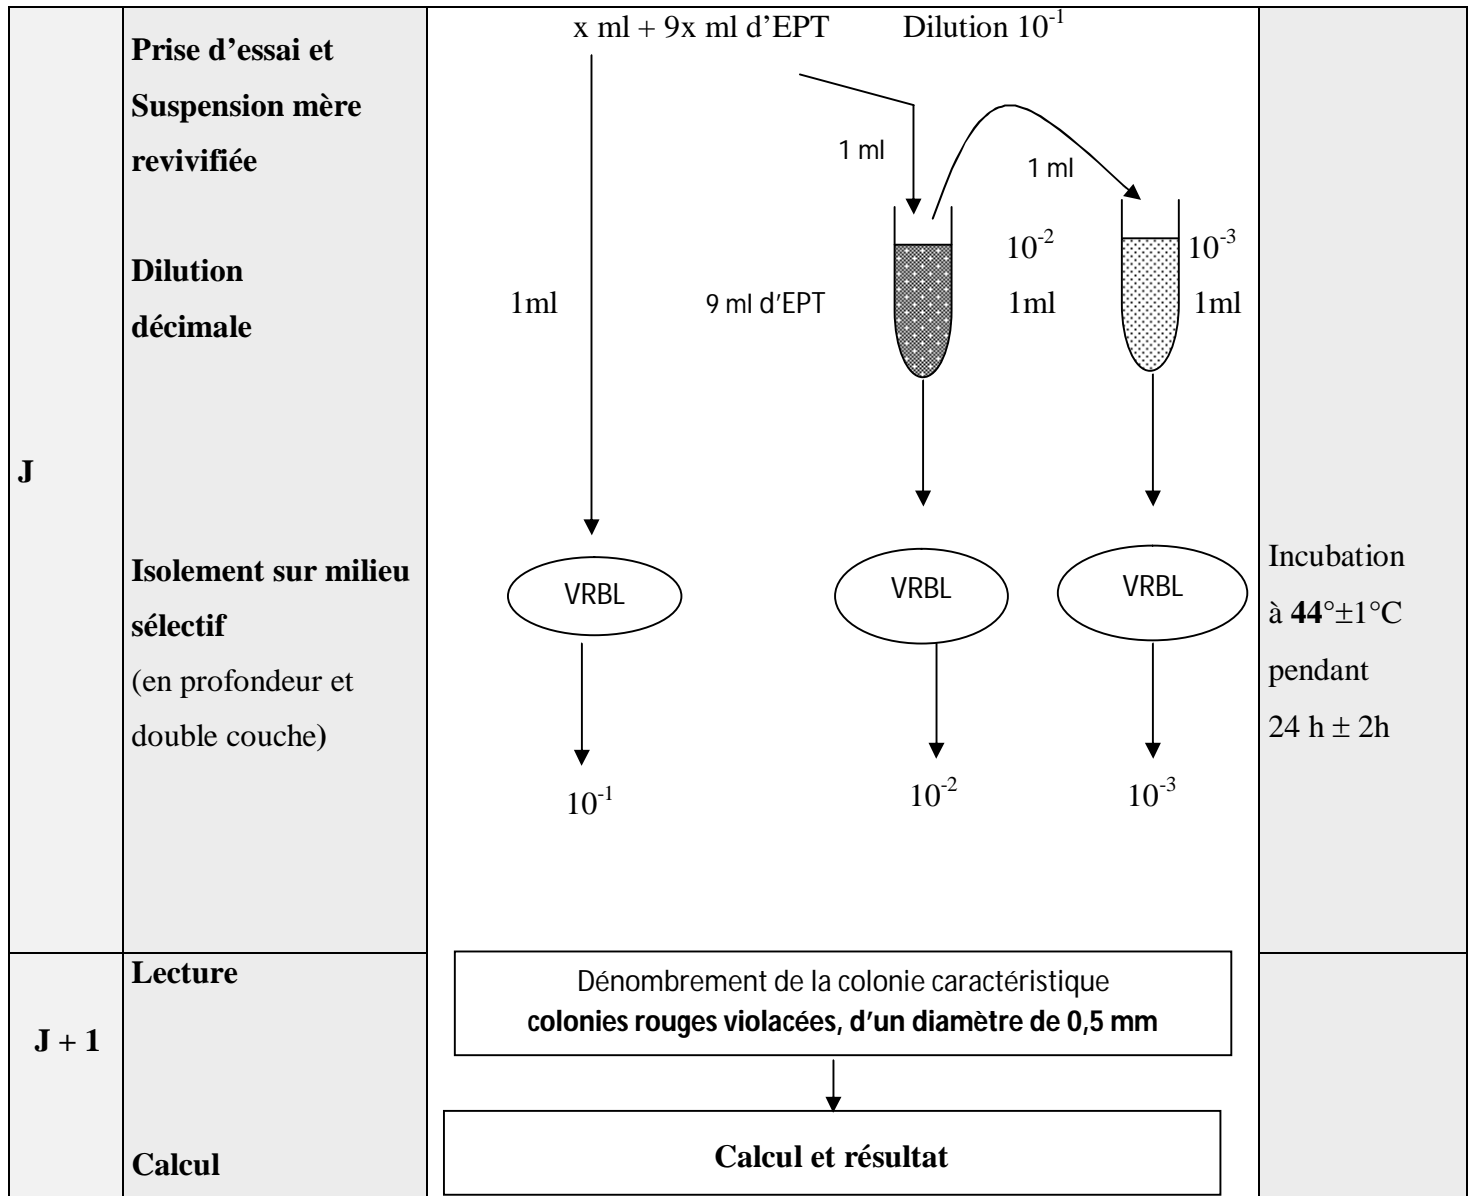 x ml + 9x ml d’EPT Dilution 10⁻¹
Prise d’essai et
Suspension mère
revivifiée
1 ml
1 ml
Dilution
décimale
1ml
9 ml d’EPT
10⁻²
1ml
10⁻³
1ml
J
Isolement sur milieu
sélectif
(en profondeur et
double couche)
VRBL
VRBL
VRBL
Incubation
à 44°±1°C
pendant
24 h ± 2h
10⁻¹
10⁻²
10⁻³
J + 1
Lecture
Dénombrement de la colonie caractéristique
colonies rouges violacées, d’un diamètre de 0,5 mm
Calcul
Calcul et résultat